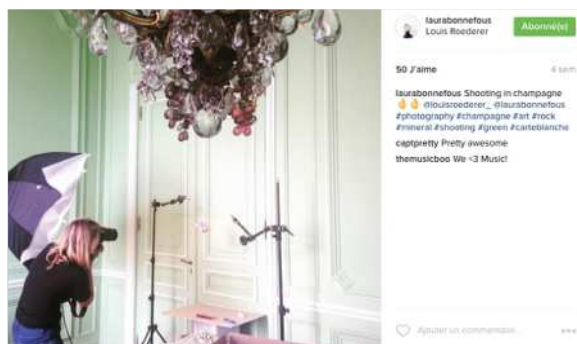 laurabonnefous
Louis Roederer
Abonné(e)
50 J'aime
4 sem
laurabonnefous Shooting in champagne
👌👌 @louisroederer_ @laurabonnefous
#photography #champagne #art #rock
#mineral #shooting #green #carteblanche
captpretty Pretty awesome
themusicboo We <3 Music!
Ajouter un commentaire...